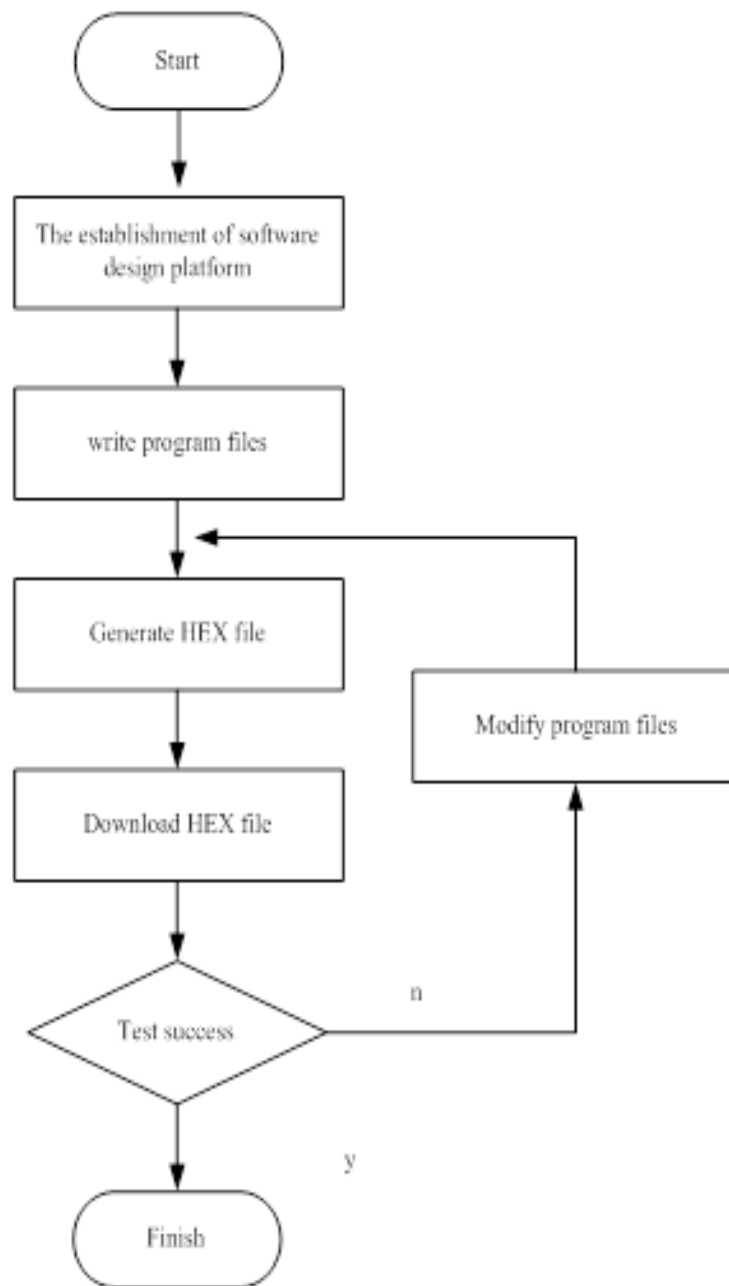 Start
The establishment of software
design platform
write program files
Generate HEX file
Modify program files
Download HEX file
n
Test success
y
Finish